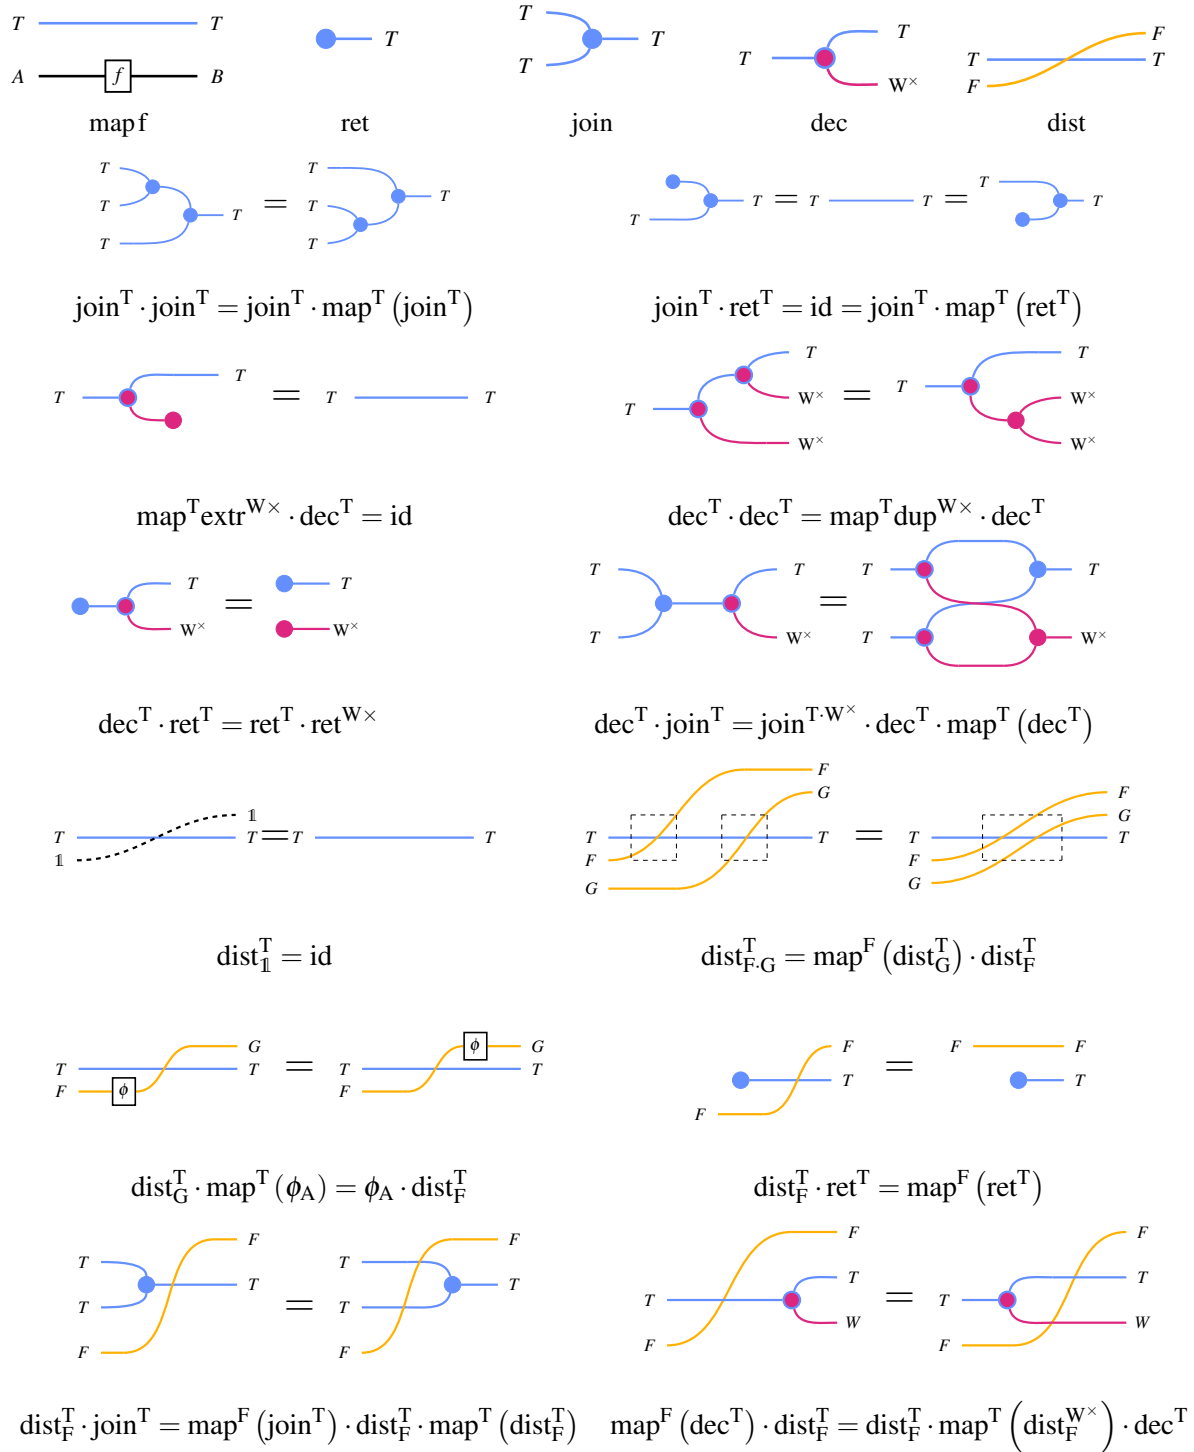 T T T T T T T F
T T
A f B T W× F
map f ret join dec dist
T T T T T T T T
T T T T
T T
join^T · join^T = join^T · map^T (join^T) join^T · ret^T = id = join^T · map^T (ret^T)
T T = T T T T = T T
W× W×
W× W×
map^T extr^W× · dec^T = id dec^T · dec^T = map^T dup^W× · dec^T
T = T T T = T T
W× W× T W× T W×
dec^T · ret^T = ret^T · ret^W× dec^T · join^T = join^T·W× · dec^T · map^T (dec^T)
T 𝟙 T = T T T F G T = T F G T
𝟙 F F
G G
dist^T_𝟙 = id dist^T_F·G = map^F (dist^T_G) · dist^T_F
T G = T ϕ G F = F F
F ϕ T F T F T T
dist^T_G · map^T (ϕ_A) = ϕ_A · dist^T_F dist^T_F · ret^T = map^F (ret^T)
T F = T F F = F
T T T T T T T T
F F F W F W
dist^T_F · join^T = map^F (join^T) · dist^T_F · map^T (dist^T_F) map^F (dec^T) · dist^T_F = dist^T_F · map^T (dist^W×_F) · dec^T